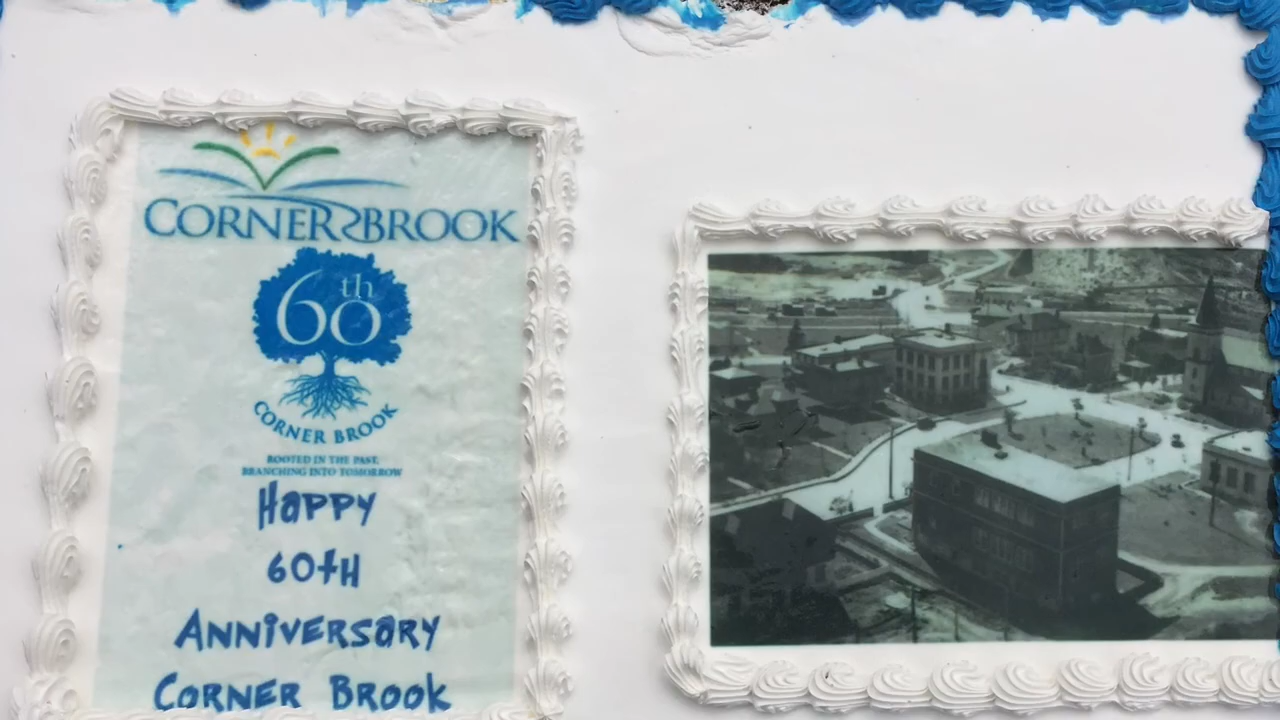 CORNER BROOK
60th
CORNER BROOK
ROOTED IN THE PAST,
BRANCHING INTO TOMORROW
HAPPY
60tH
ANNiVERSARY
CORNER BROOK